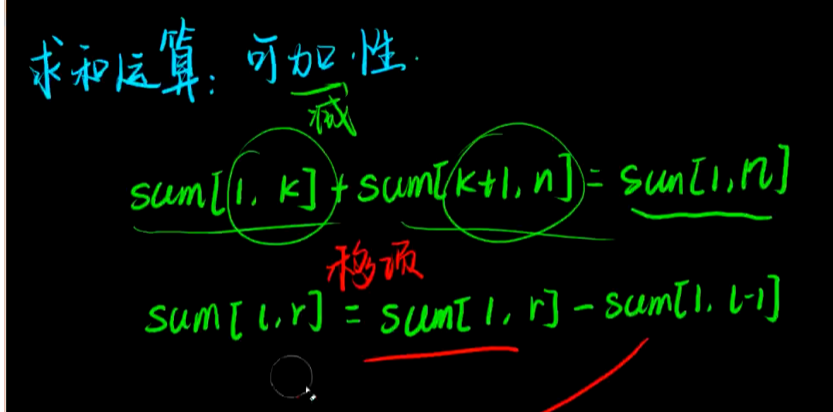 求和运算: 可加性.
减
sum[1, k] + sum[k+1, n] = sum[1, n]
移项
sum[l, r] = sum[1, r] - sum[1, l-1]